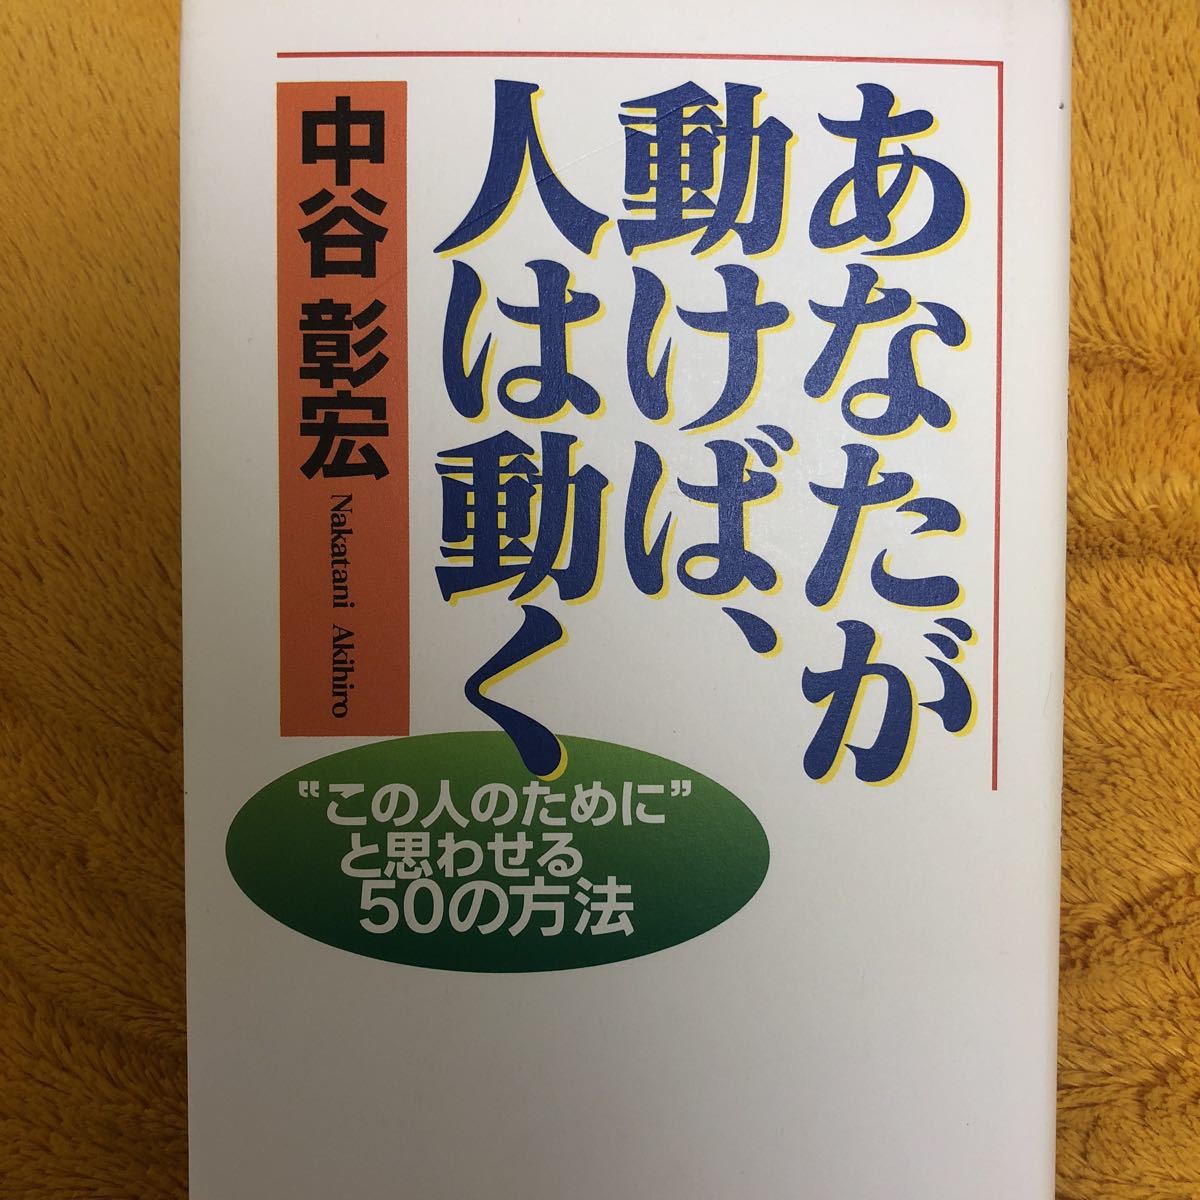 あなたが
動けば、
人は動く
中谷 彰宏 Nakatani Akihiro
“この人のために”
と思わせる
50の方法